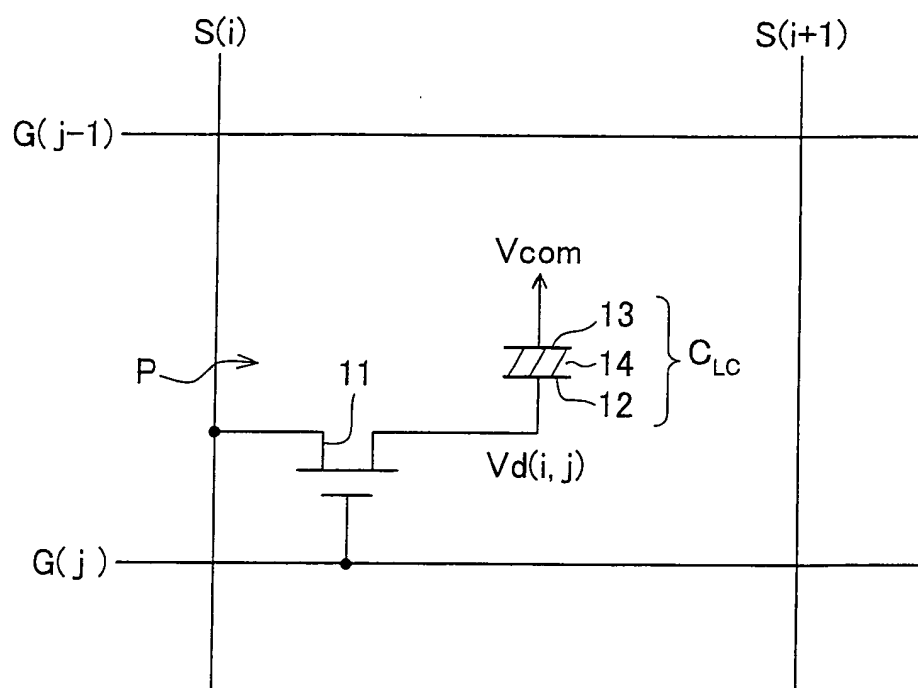 S(i)
S(i+1)
G(j-1)
Vcom
13
P
11
14
CLC
12
Vd(i, j)
G(j)